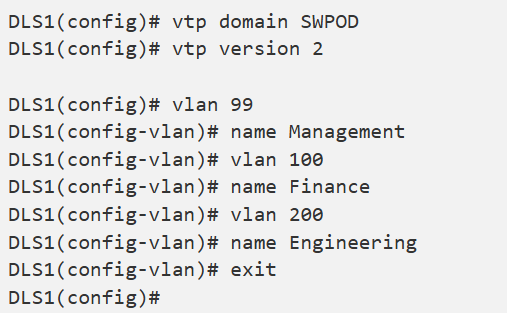 DLS1(config)# vtp domain SWPOD
DLS1(config)# vtp version 2
DLS1(config)# vlan 99
DLS1(config-vlan)# name Management
DLS1(config-vlan)# vlan 100
DLS1(config-vlan)# name Finance
DLS1(config-vlan)# vlan 200
DLS1(config-vlan)# name Engineering
DLS1(config-vlan)# exit
DLS1(config)#